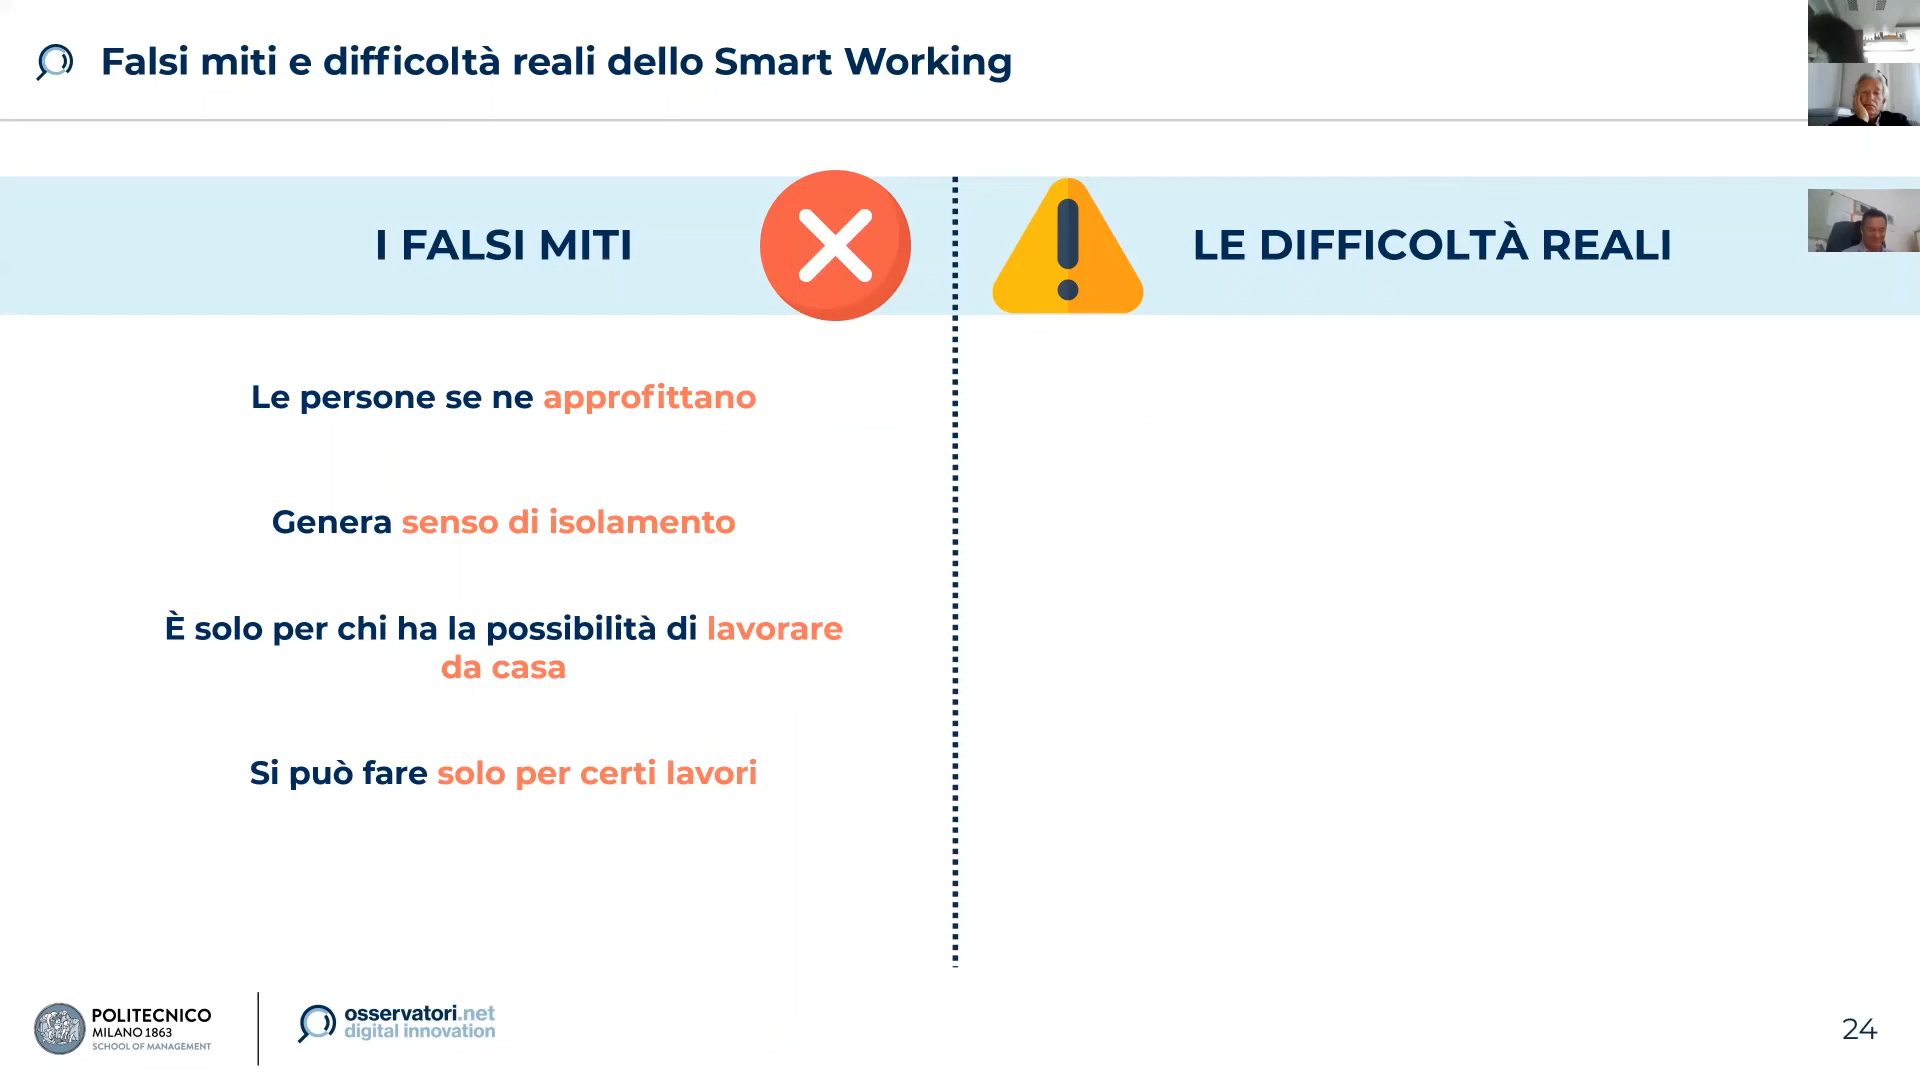 Falsi miti e difficoltà reali dello Smart Working
I FALSI MITI
LE DIFFICOLTÀ REALI
Le persone se ne approfittano
Genera senso di isolamento
È solo per chi ha la possibilità di lavorare
da casa
Si può fare solo per certi lavori
POLITECNICO
MILANO 1863
SCHOOL OF MANAGEMENT
osservatori.net
digital innovation
24